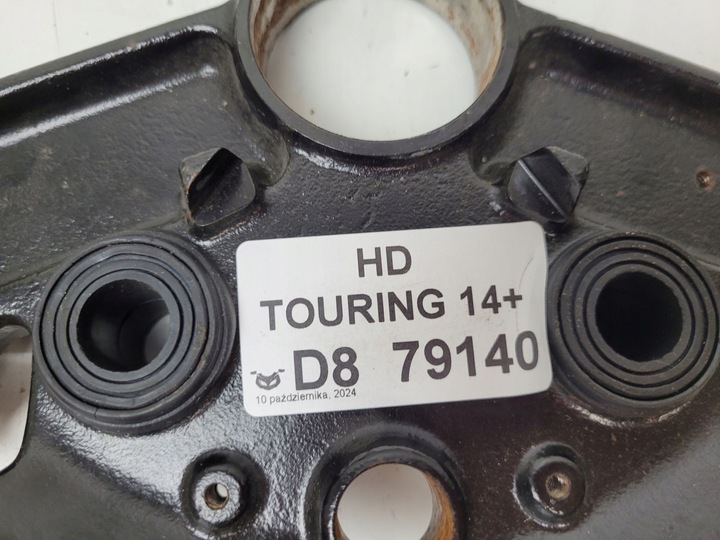 HD
TOURING 14+
D8 79140
10 października, 2024